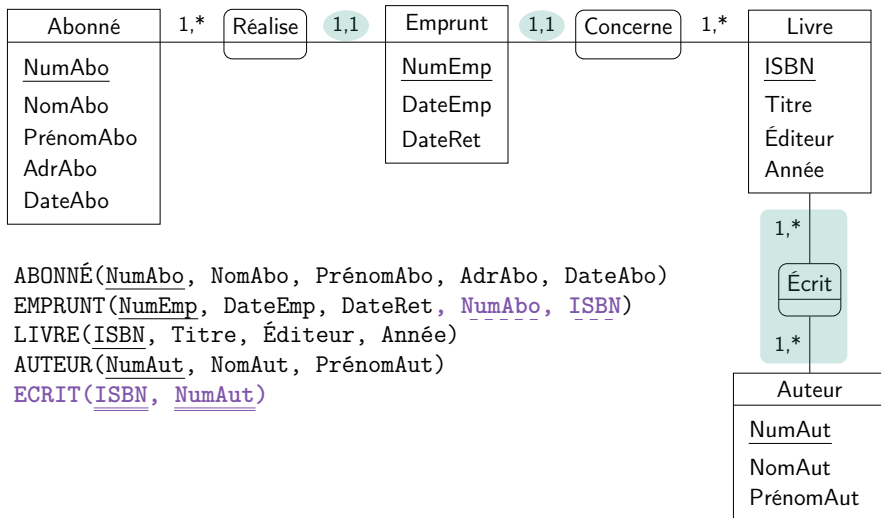 Abonné 1,* Réalise 1,1 Emprunt 1,1 Concerne 1,* Livre
NumAbo
NomAbo
PrénomAbo
AdrAbo
DateAbo
NumEmp
DateEmp
DateRet
ISBN
Titre
Éditeur
Année
1,*
Écrit
1,*
Auteur
NumAut
NomAut
PrénomAut
ABONNÉ(NumAbo, NomAbo, PrénomAbo, AdrAbo, DateAbo)
EMPRUNT(NumEmp, DateEmp, DateRet, NumAbo, ISBN)
LIVRE(ISBN, Titre, Éditeur, Année)
AUTEUR(NumAut, NomAut, PrénomAut)
ECRIT(ISBN, NumAut)